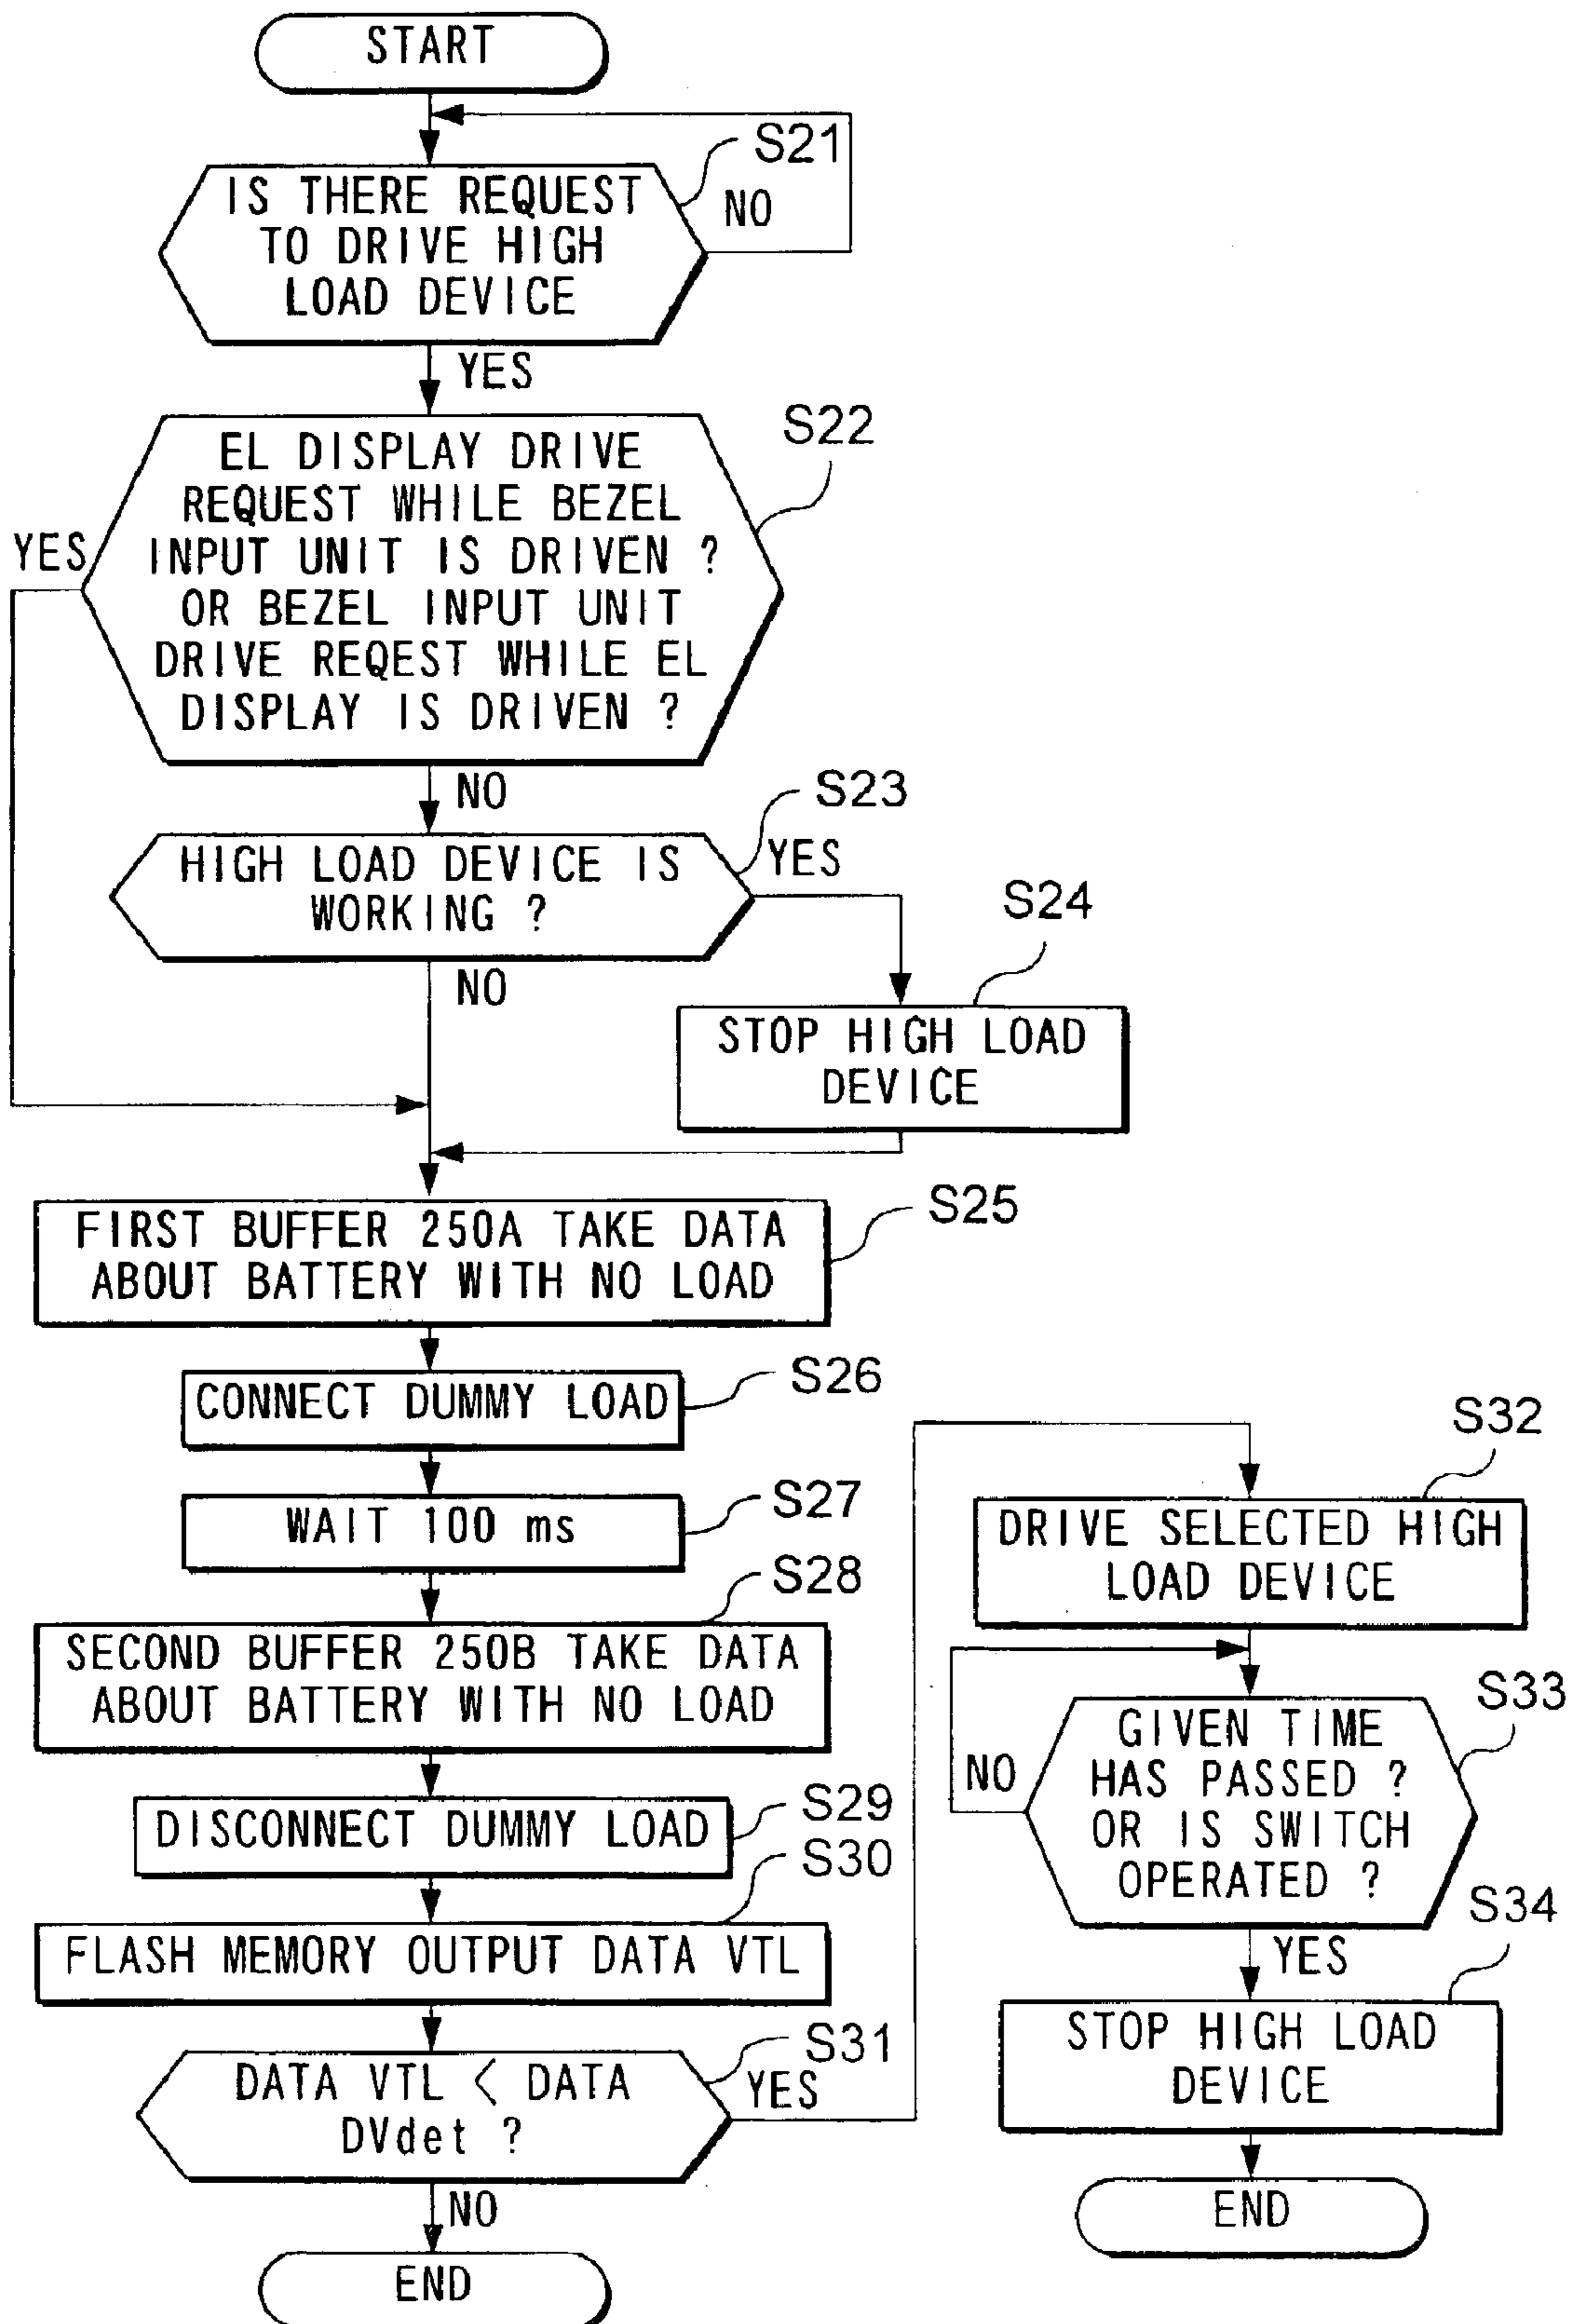 START
S21
IS THERE REQUEST
TO DRIVE HIGH
LOAD DEVICE
NO
YES
S22
EL DISPLAY DRIVE
REQUEST WHILE BEZEL
INPUT UNIT IS DRIVEN ?
OR BEZEL INPUT UNIT
DRIVE REQEST WHILE EL
DISPLAY IS DRIVEN ?
YES
NO
S23
HIGH LOAD DEVICE IS
WORKING ?
YES
NO
S24
STOP HIGH LOAD
DEVICE
S25
FIRST BUFFER 250A TAKE DATA
ABOUT BATTERY WITH NO LOAD
S26
CONNECT DUMMY LOAD
S27
WAIT 100 ms
S28
SECOND BUFFER 250B TAKE DATA
ABOUT BATTERY WITH NO LOAD
S29
DISCONNECT DUMMY LOAD
S30
FLASH MEMORY OUTPUT DATA VTL
S31
DATA VTL < DATA
DVdet ?
YES
NO
END
S32
DRIVE SELECTED HIGH
LOAD DEVICE
S33
GIVEN TIME
HAS PASSED ?
OR IS SWITCH
OPERATED ?
NO
YES
S34
STOP HIGH LOAD
DEVICE
END